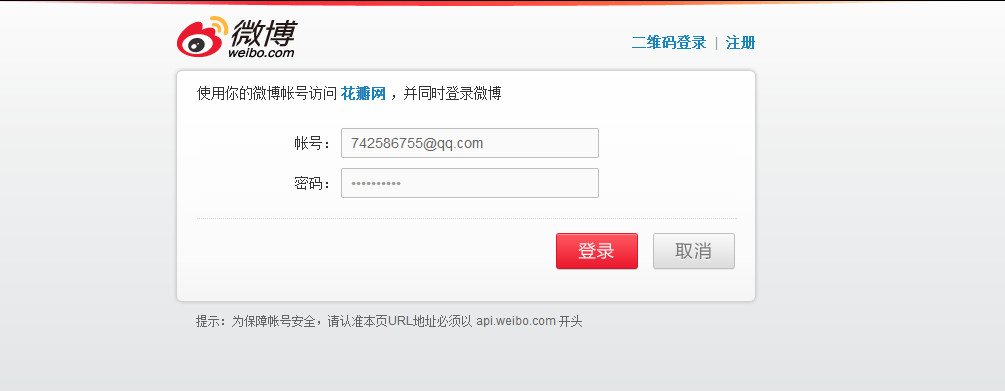 微博
weibo.com
二维码登录 | 注册
使用你的微博帐号访问 花瓣网 ，并同时登录微博
帐号： 742586755@qq.com
密码： ••••••••••
登录 取消
提示：为保障帐号安全，请认准本页URL地址必须以 api.weibo.com 开头